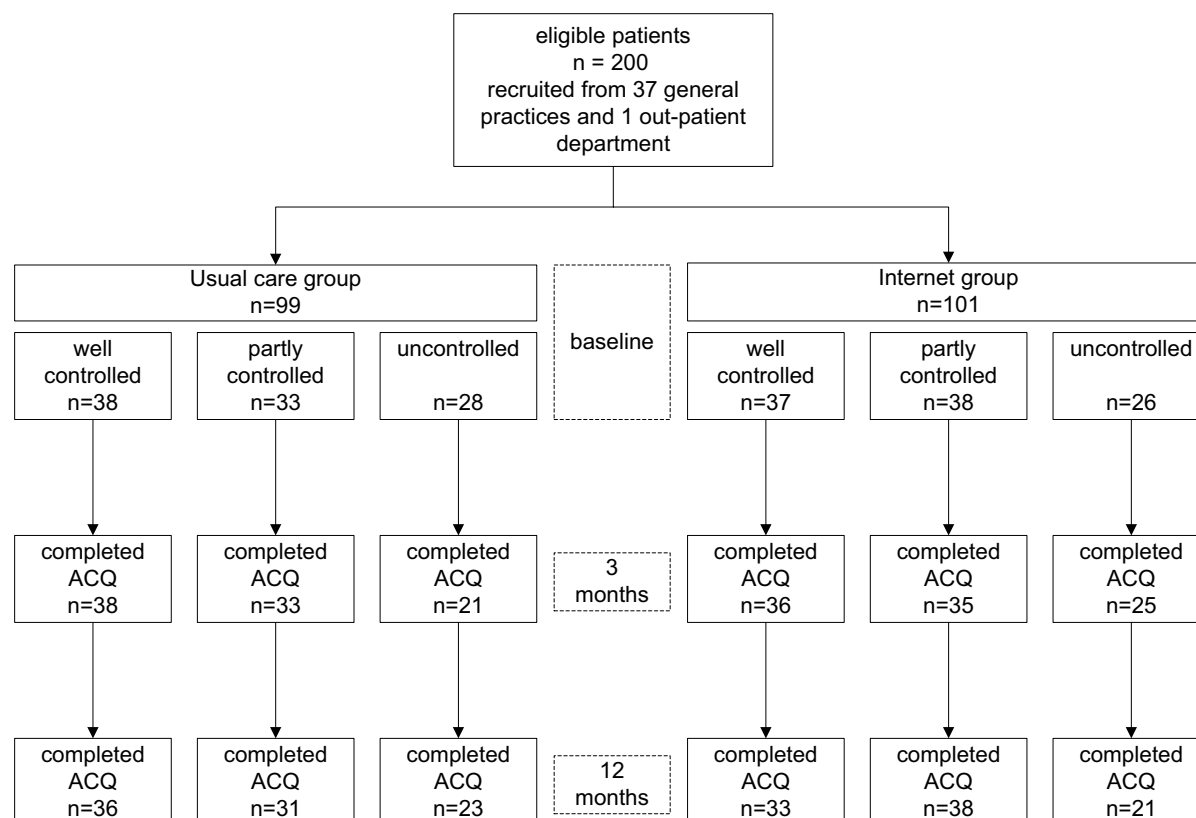 eligible patients
n = 200
recruited from 37 general
practices and 1 out-patient
department
Usual care group
n=99
baseline
Internet group
n=101
well
controlled
n=38
partly
controlled
n=33
uncontrolled
n=28
well
controlled
n=37
partly
controlled
n=38
uncontrolled
n=26
completed
ACQ
n=38
completed
ACQ
n=33
completed
ACQ
n=21
3
months
completed
ACQ
n=36
completed
ACQ
n=35
completed
ACQ
n=25
completed
ACQ
n=36
completed
ACQ
n=31
completed
ACQ
n=23
12
months
completed
ACQ
n=33
completed
ACQ
n=38
completed
ACQ
n=21